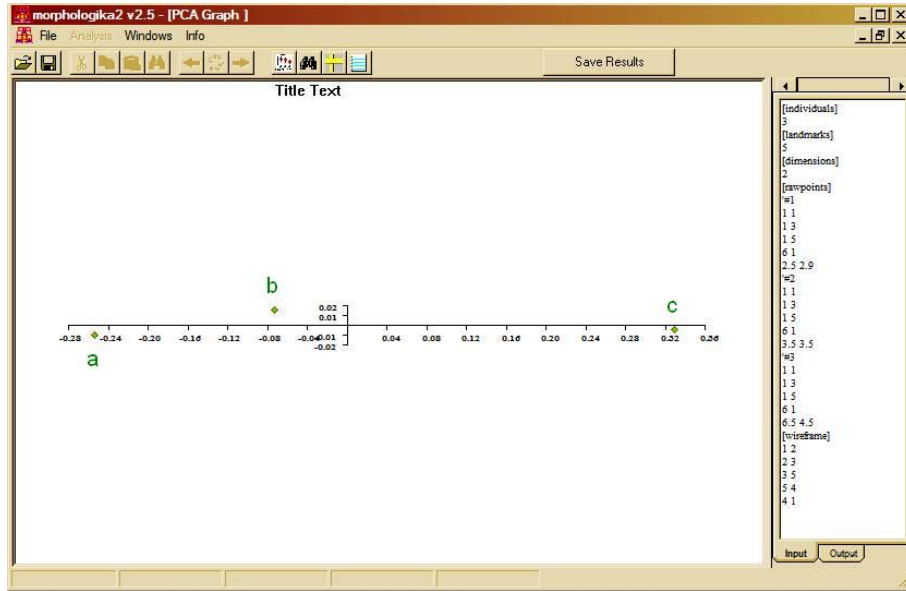 morphologika2 v2.5 - [PCA Graph ]
File Analysis Windows Info
Save Results
Title Text
b
c
a
0.02
0.01
-0.01
-0.02
-0.28 -0.24 -0.20 -0.16 -0.12 -0.08 -0.04 0.04 0.08 0.12 0.16 0.20 0.24 0.28 0.32 0.36
[individuals]
3
[landmarks]
5
[dimensions]
2
[rawpoints]
'#1
1 1
1 3
1 5
6 1
2.5 2.9
'#2
1 1
1 3
1 5
6 1
3.5 3.5
'#3
1 1
1 3
1 5
6 1
6.5 4.5
[wireframe]
1 2
2 3
3 5
5 4
4 1
Input Output